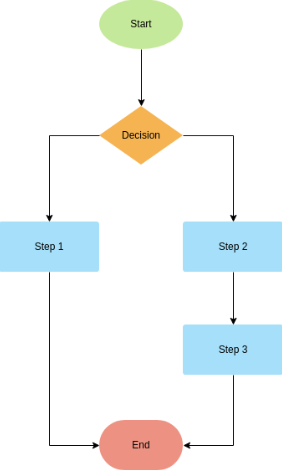 Start
Decision
Step 1
Step 2
Step 3
End